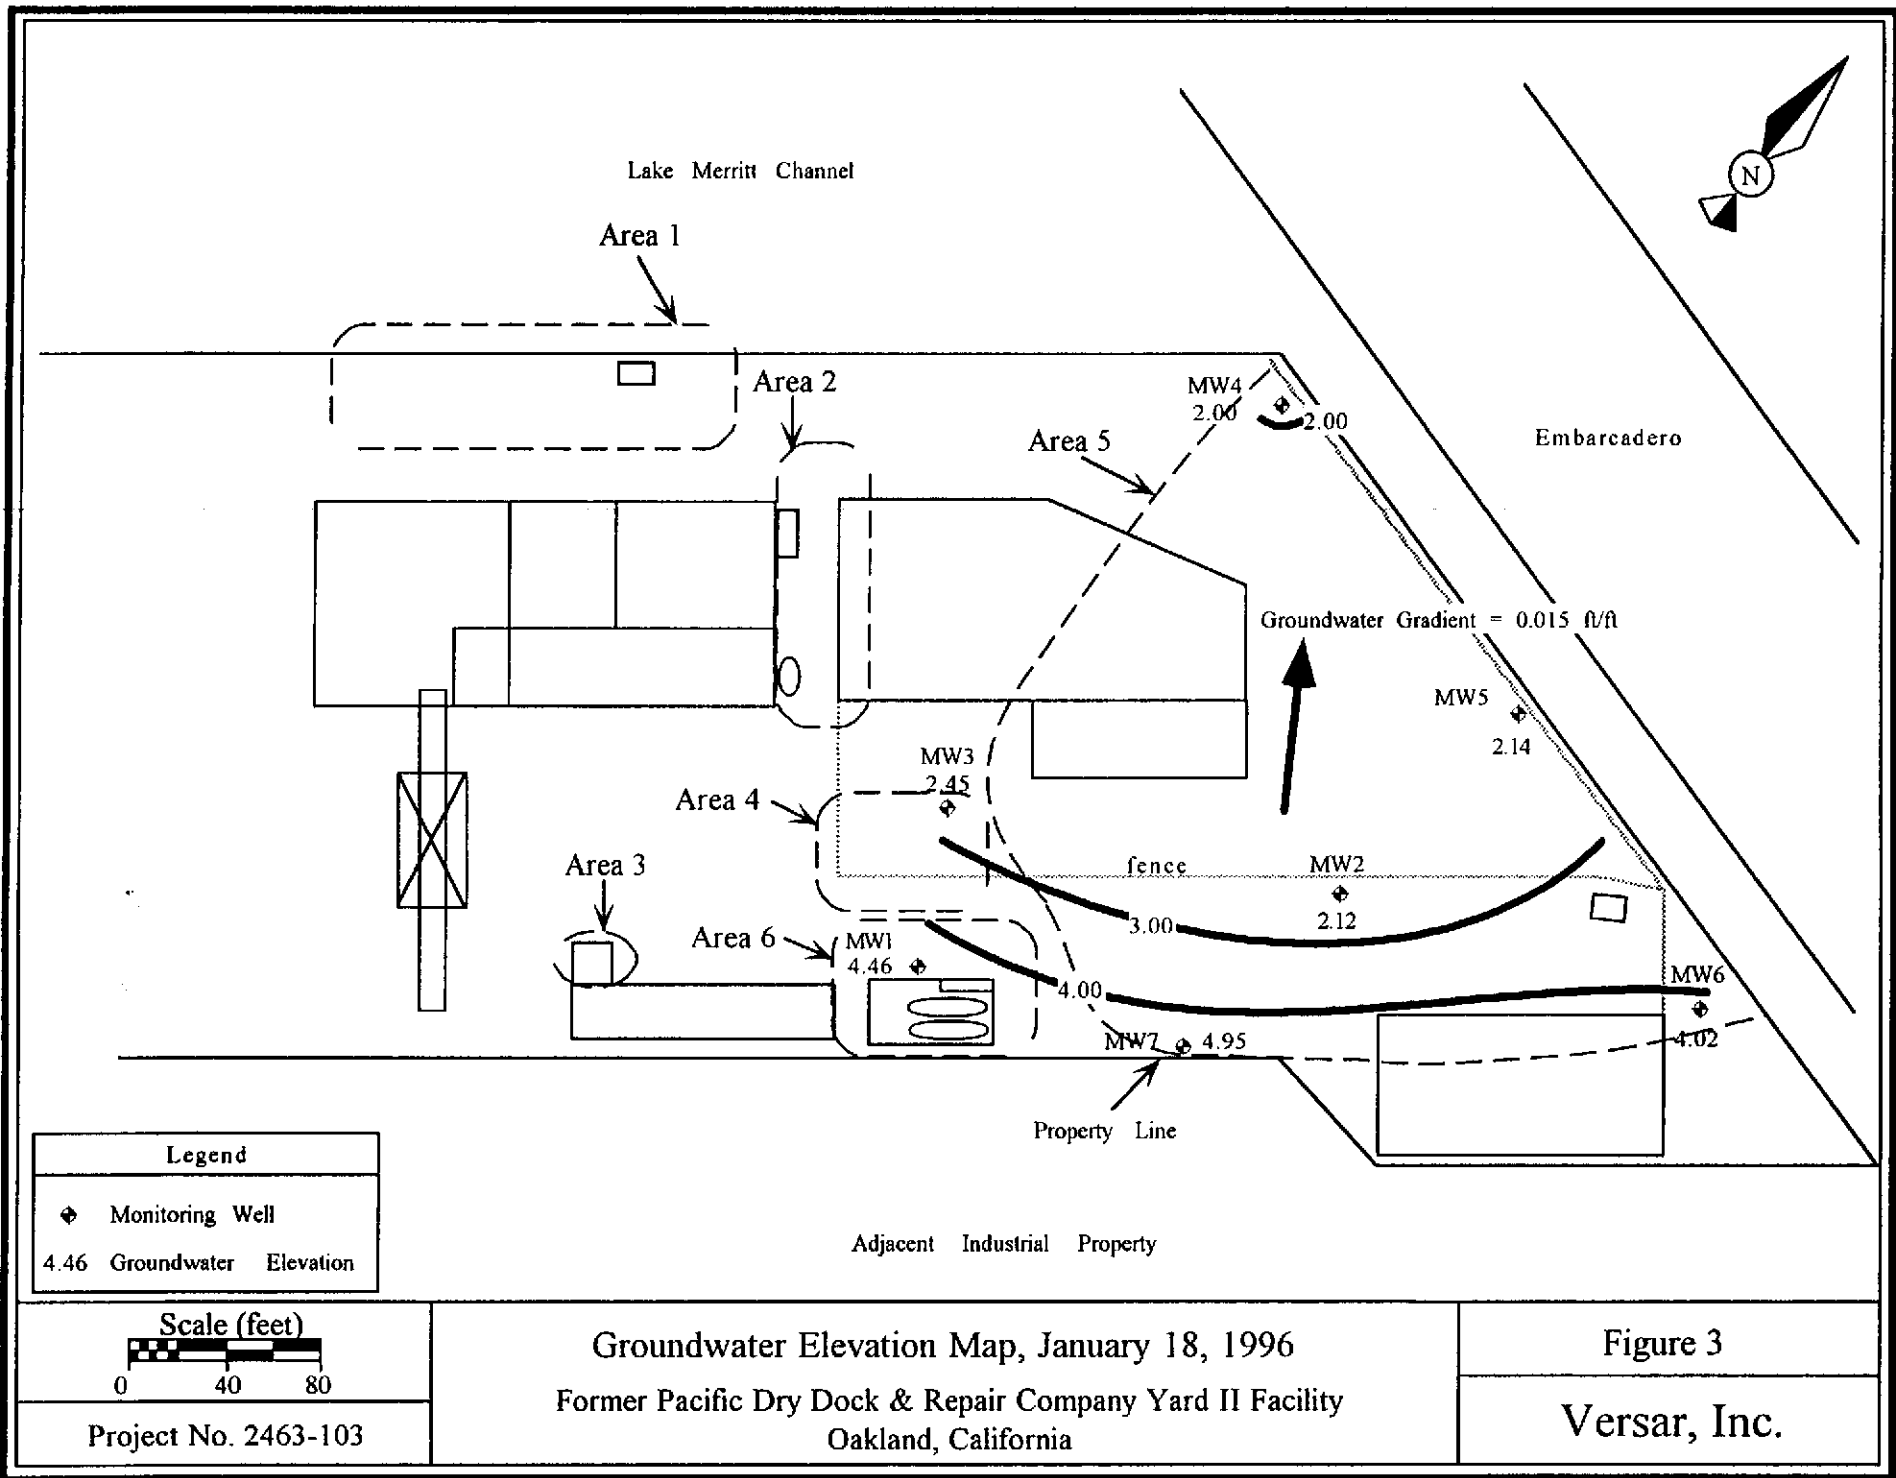 N
Lake Merritt Channel
Area 1
Area 2
MW4
2.00
2.00
Area 5
Embarcadero
Groundwater Gradient = 0.015 ft/ft
MW5
2.14
MW3
2.45
Area 4
Area 3
fence
MW2
2.12
3.00
Area 6
MW1
4.46
4.00
MW6
4.02
MW7
4.95
Property Line
Legend
Monitoring Well
4.46 Groundwater Elevation
Adjacent Industrial Property
Scale (feet)
0 40 80
Project No. 2463-103
Groundwater Elevation Map, January 18, 1996
Former Pacific Dry Dock & Repair Company Yard II Facility
Oakland, California
Figure 3
Versar, Inc.